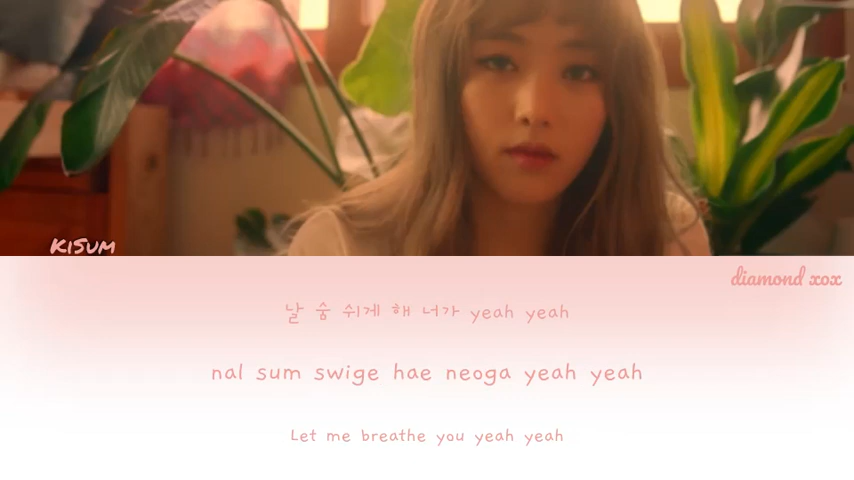 KiSUM
diamond xox
날 숨 쉬게 해 너가 yeah yeah
nal sum swige hae neoga yeah yeah
Let me breathe you yeah yeah